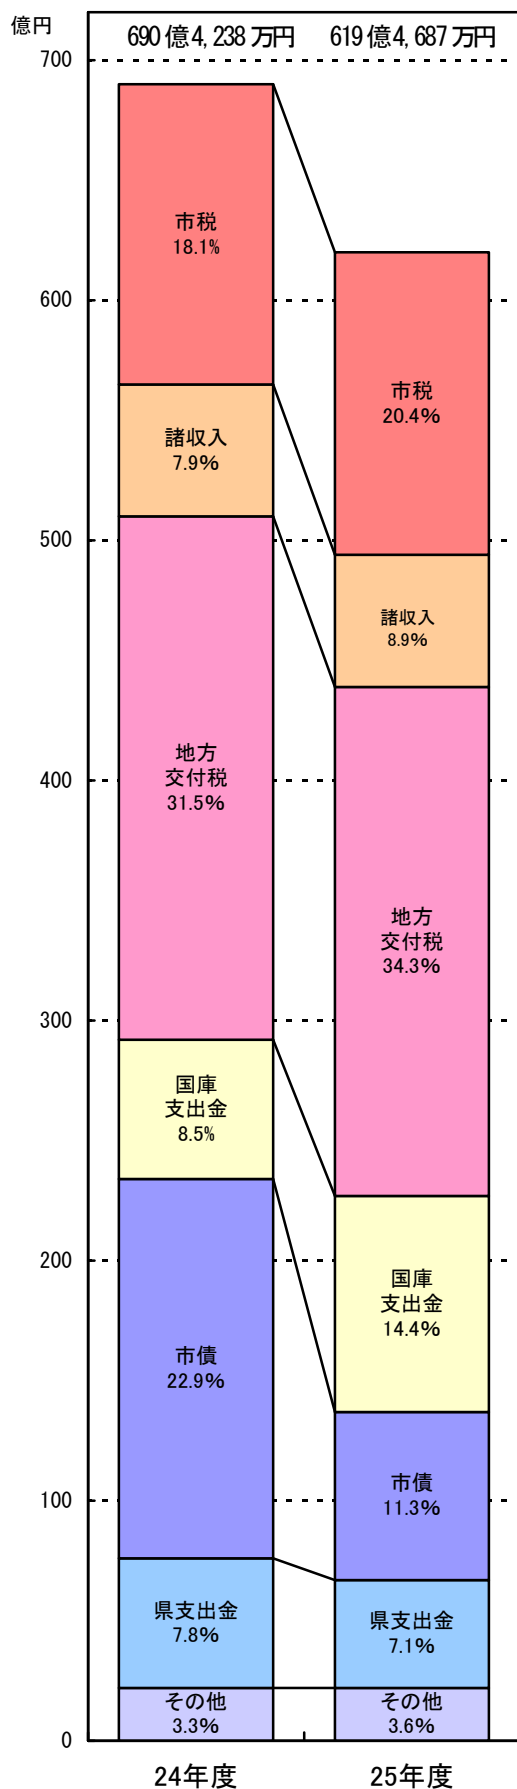 億円
690億4,238万円
619億4,687万円
700
600
500
400
300
200
100
0
市税
18.1%
諸収入
7.9%
地方
交付税
31.5%
国庫
支出金
8.5%
市債
22.9%
県支出金
7.8%
その他
3.3%
市税
20.4%
諸収入
8.9%
地方
交付税
34.3%
国庫
支出金
14.4%
市債
11.3%
県支出金
7.1%
その他
3.6%
24年度
25年度